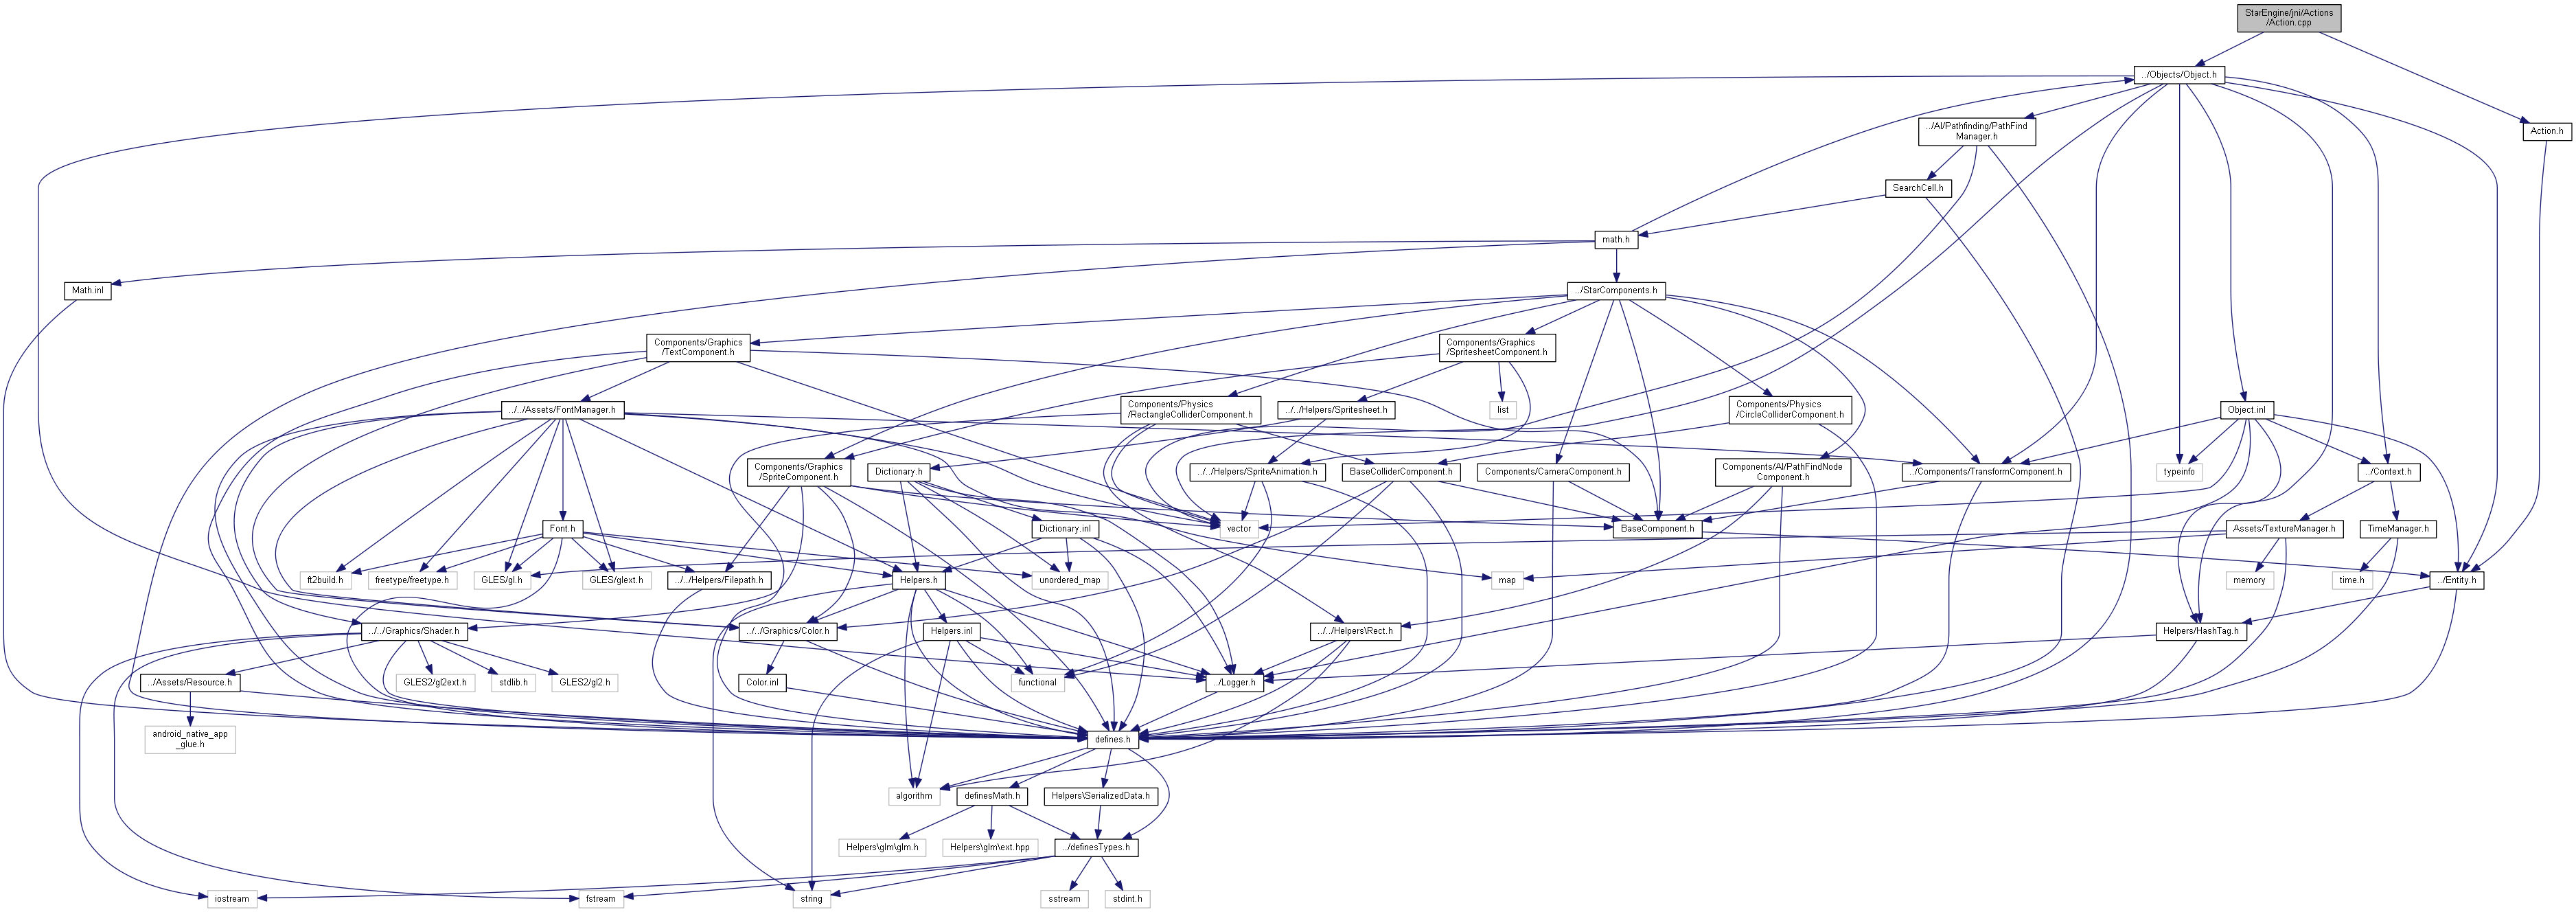 StarEngine/jni/Actions
/Action.cpp
../Objects/Object.h
../AI/Pathfinding/PathFind
Manager.h
Action.h
SearchCell.h
math.h
Math.inl
../StarComponents.h
Components/Graphics
/TextComponent.h
Components/Graphics
/SpritesheetComponent.h
../../Assets/FontManager.h
Components/Physics
/RectangleColliderComponent.h
../../Helpers/Spritesheet.h
list
Components/Physics
/CircleColliderComponent.h
Object.inl
Components/Graphics
/SpriteComponent.h
Dictionary.h
../../Helpers/SpriteAnimation.h
BaseColliderComponent.h
Components/CameraComponent.h
Components/AI/PathFindNode
Component.h
../Components/TransformComponent.h
typeinfo
../Context.h
Font.h
Dictionary.inl
vector
BaseComponent.h
Assets/TextureManager.h
TimeManager.h
ft2build.h
freetype/freetype.h
GLES/gl.h
GLES/glext.h
../../Helpers/Filepath.h
Helpers.h
unordered_map
map
memory
time.h
../Entity.h
../../Graphics/Shader.h
../../Graphics/Color.h
Helpers.inl
../../Helpers\Rect.h
Helpers/HashTag.h
../Assets/Resource.h
GLES2/gl2ext.h
stdlib.h
GLES2/gl2.h
Color.inl
functional
../Logger.h
android_native_app
_glue.h
defines.h
algorithm
definesMath.h
Helpers\SerializedData.h
Helpers\glm\glm.h
Helpers\glm\ext.hpp
../definesTypes.h
iostream
fstream
string
sstream
stdint.h